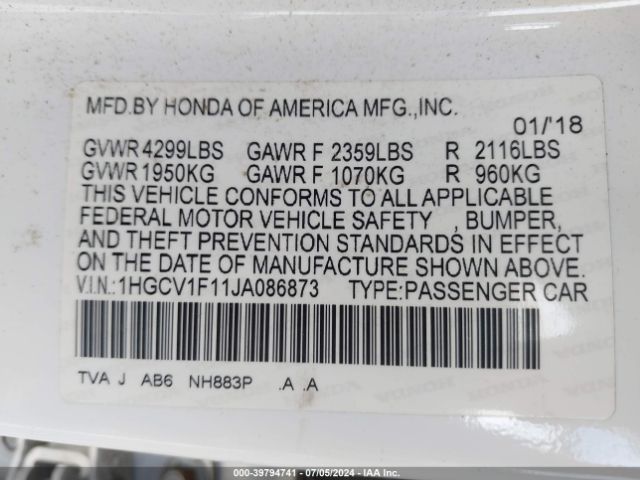 MFD.BY HONDA OF AMERICA MFG.,INC.
01/'18
GVWR 4299LBS GAWR F 2359LBS R 2116LBS
GVWR 1950KG GAWR F 1070KG R 960KG
THIS VEHICLE CONFORMS TO ALL APPLICABLE
FEDERAL MOTOR VEHICLE SAFETY , BUMPER,
AND THEFT PREVENTION STANDARDS IN EFFECT
ON THE DATE OF MANUFACTURE SHOWN ABOVE.
V.I.N.:1HGCV1F11JA086873 TYPE:PASSENGER CAR
TVA J AB6 NH883P .A .A
000-39794741 / 07/05/2024 - IAA Inc.